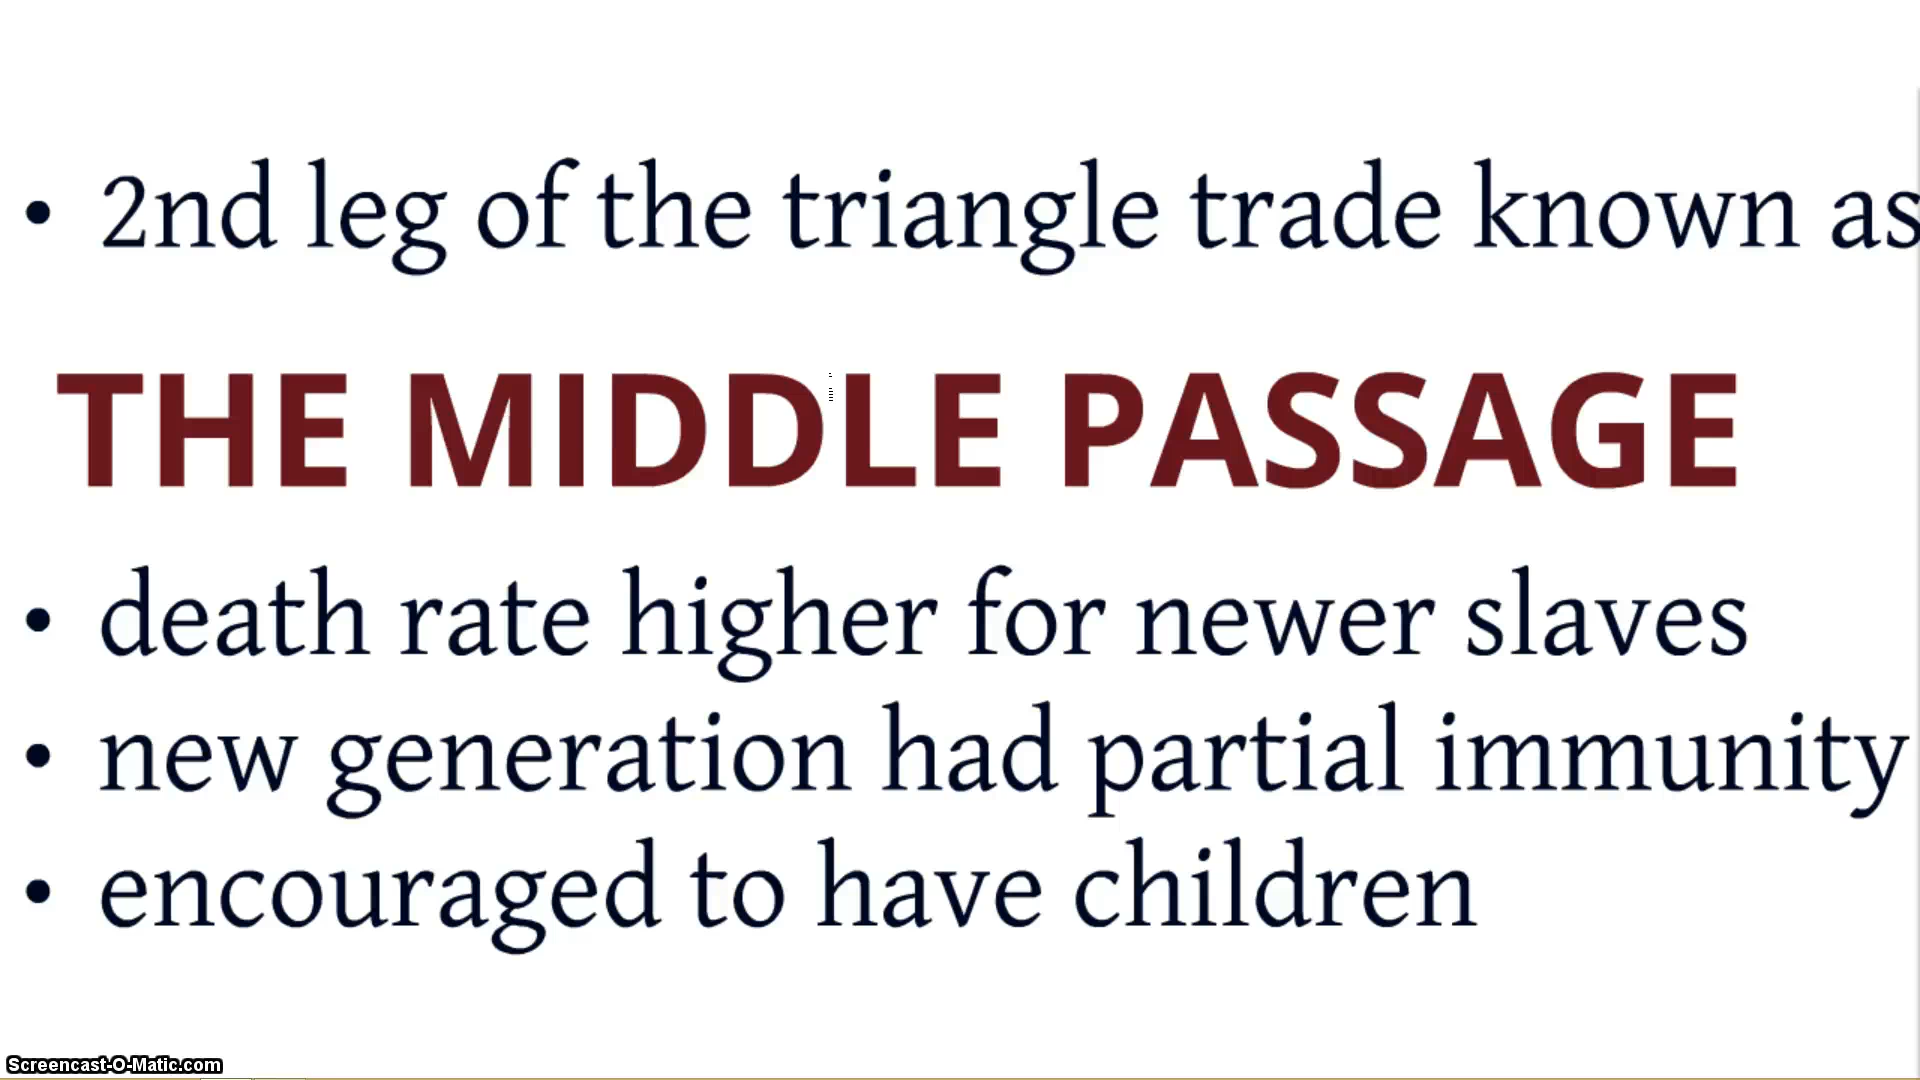 • 2nd leg of the triangle trade known as
THE MIDDLE PASSAGE
• death rate higher for newer slaves
• new generation had partial immunity
• encouraged to have children
Screencast-O-Matic.com